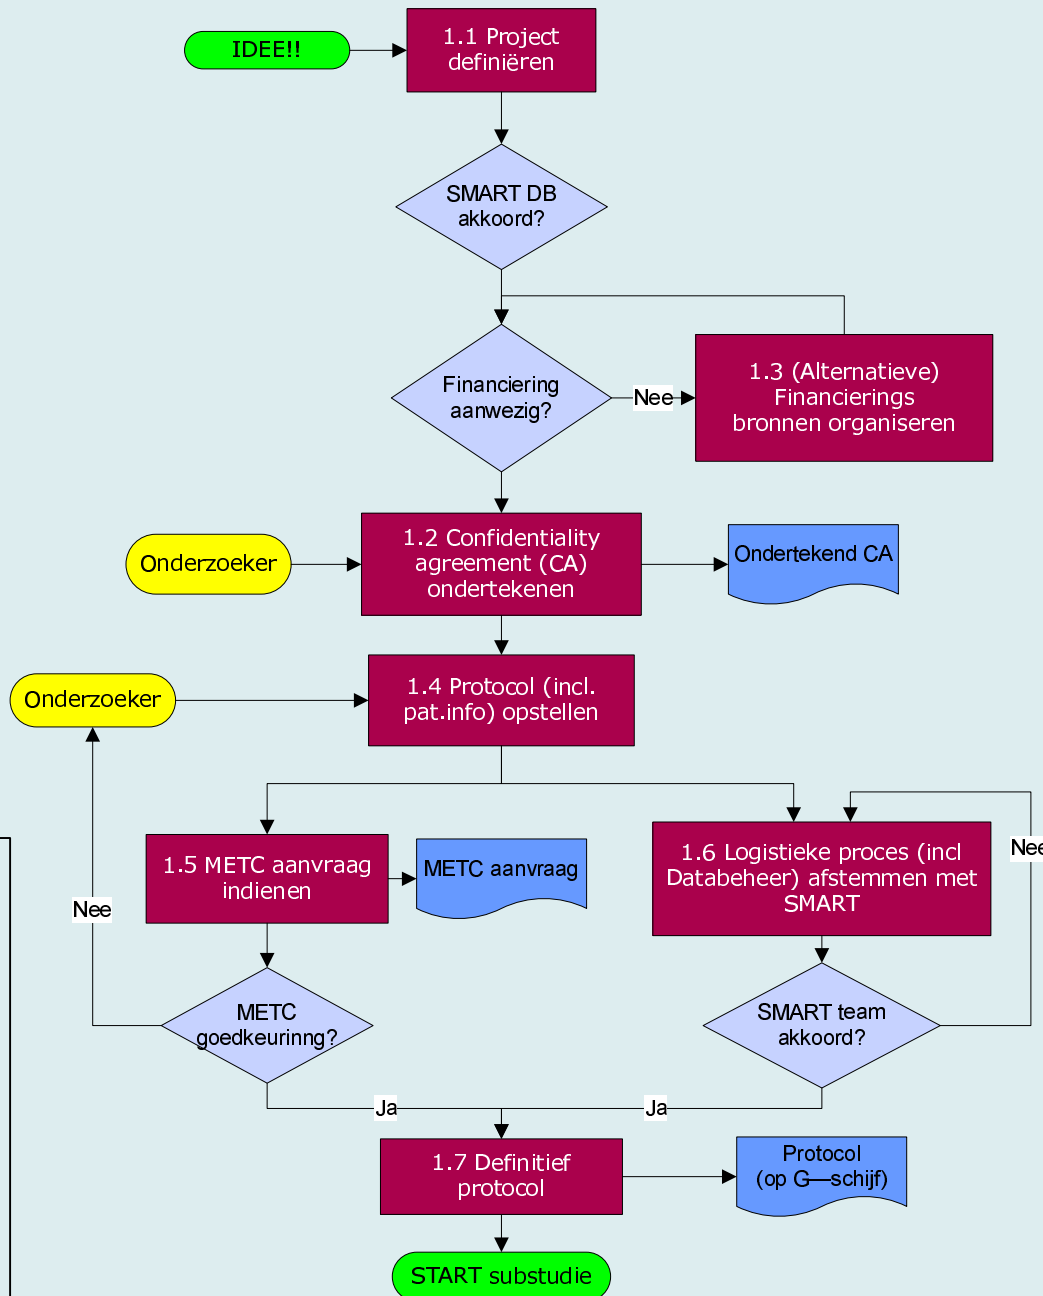 IDEE!!
1.1 Project
definiëren
SMART DB
akkoord?
Financiering
aanwezig?
Nee
1.3 (Alternatieve)
Financierings
bronnen organiseren
Onderzoeker
1.2 Confidentiality
agreement (CA)
ondertekenen
Ondertekend CA
Onderzoeker
1.4 Protocol (incl.
pat.info) opstellen
1.5 METC aanvraag
indienen
METC aanvraag
1.6 Logistieke proces (incl
Databeheer) afstemmen met
SMART
Nee
Nee
METC
goedkeurinng?
SMART team
akkoord?
Ja
Ja
1.7 Definitief
protocol
Protocol
(op G—schijf)
START substudie